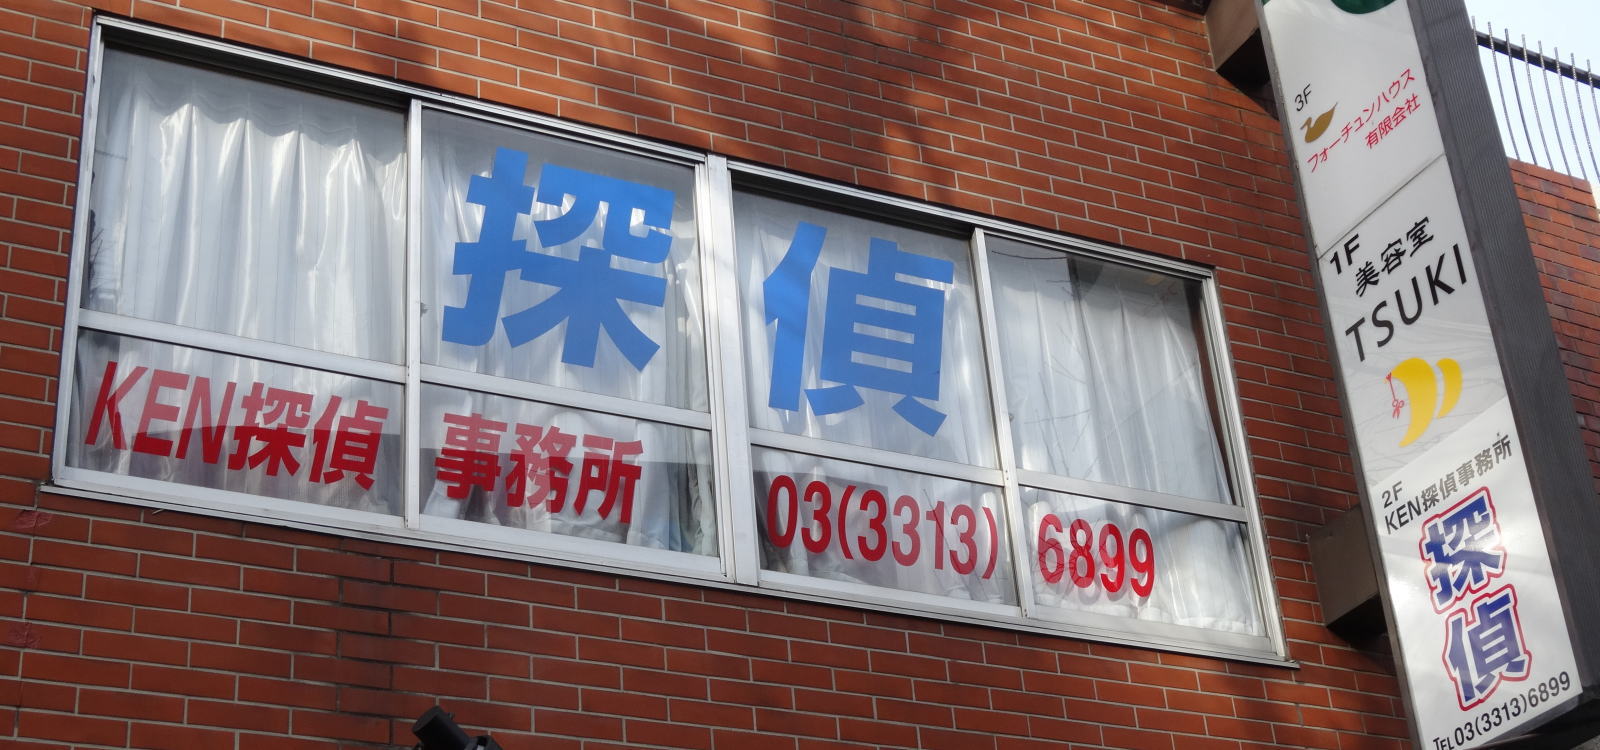 探偵
KEN探偵 事務所 03(3313) 6899
3F
フォーチュンハウス
有限会社
1F
美容室
TSUKI
2F
KEN探偵事務所
探偵
TEL03(3313)6899